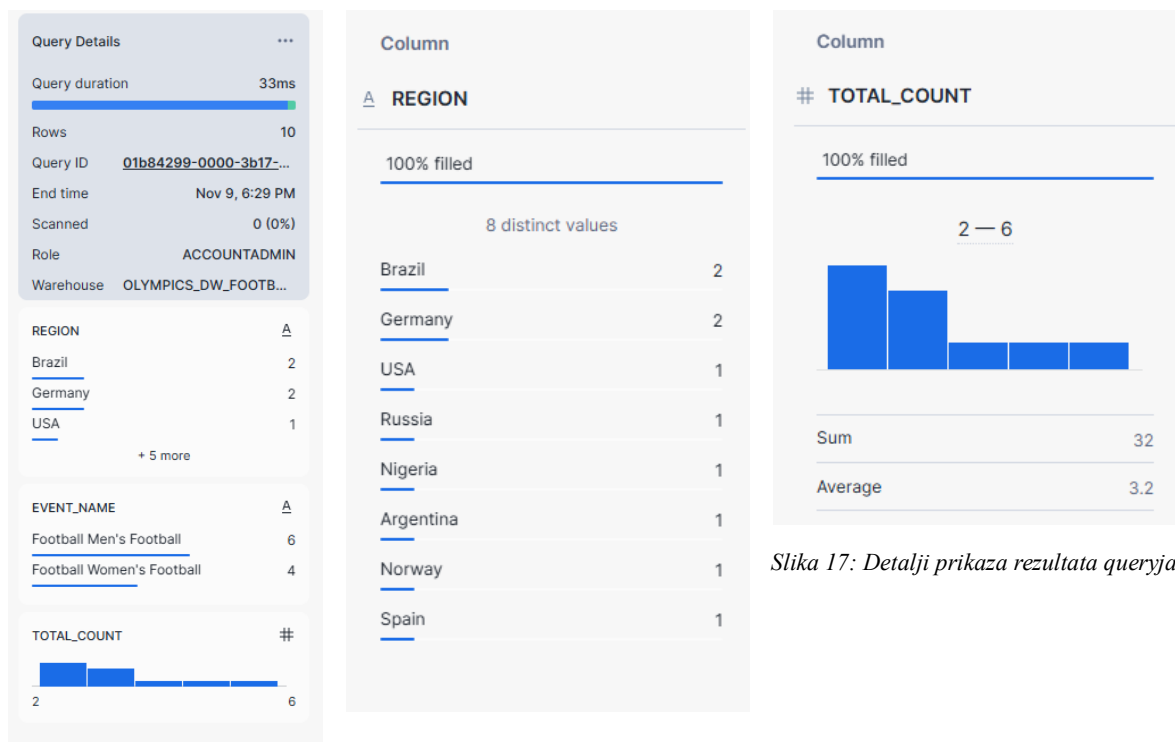 Query Details ...
Query duration 33ms
Rows 10
Query ID 01b84299-0000-3b17-...
End time Nov 9, 6:29 PM
Scanned 0 (0%)
Role ACCOUNTADMIN
Warehouse OLYMPICS_DW_FOOTB...
REGION A
Brazil 2
Germany 2
USA 1
+ 5 more
EVENT_NAME A
Football Men's Football 6
Football Women's Football 4
TOTAL_COUNT #
2 6
Column
A REGION
100% filled
8 distinct values
Brazil 2
Germany 2
USA 1
Russia 1
Nigeria 1
Argentina 1
Norway 1
Spain 1
Column
# TOTAL_COUNT
100% filled
2 — 6
Sum 32
Average 3.2
Slika 17: Detalji prikaza rezultata queryja